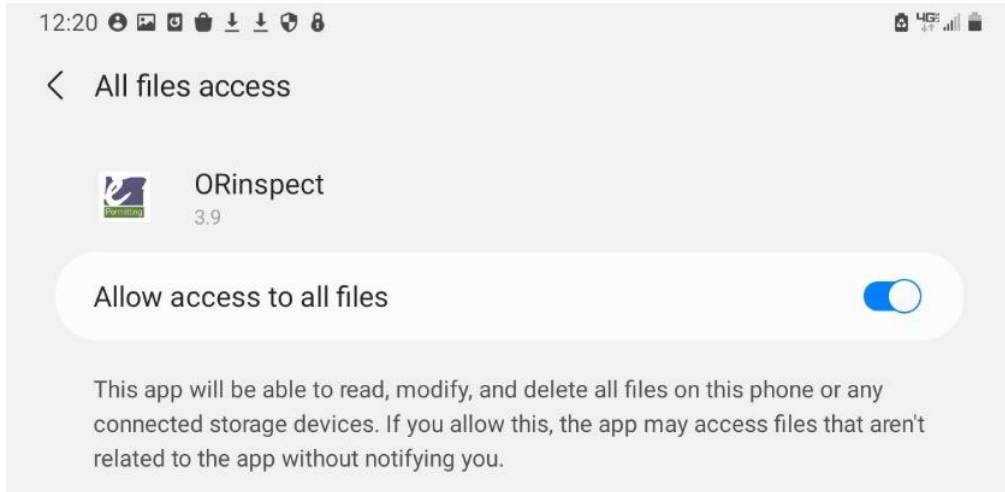 12:20
4GE
All files access
Permitting
ORinspect
3.9
Allow access to all files
This app will be able to read, modify, and delete all files on this phone or any
connected storage devices. If you allow this, the app may access files that aren't
related to the app without notifying you.